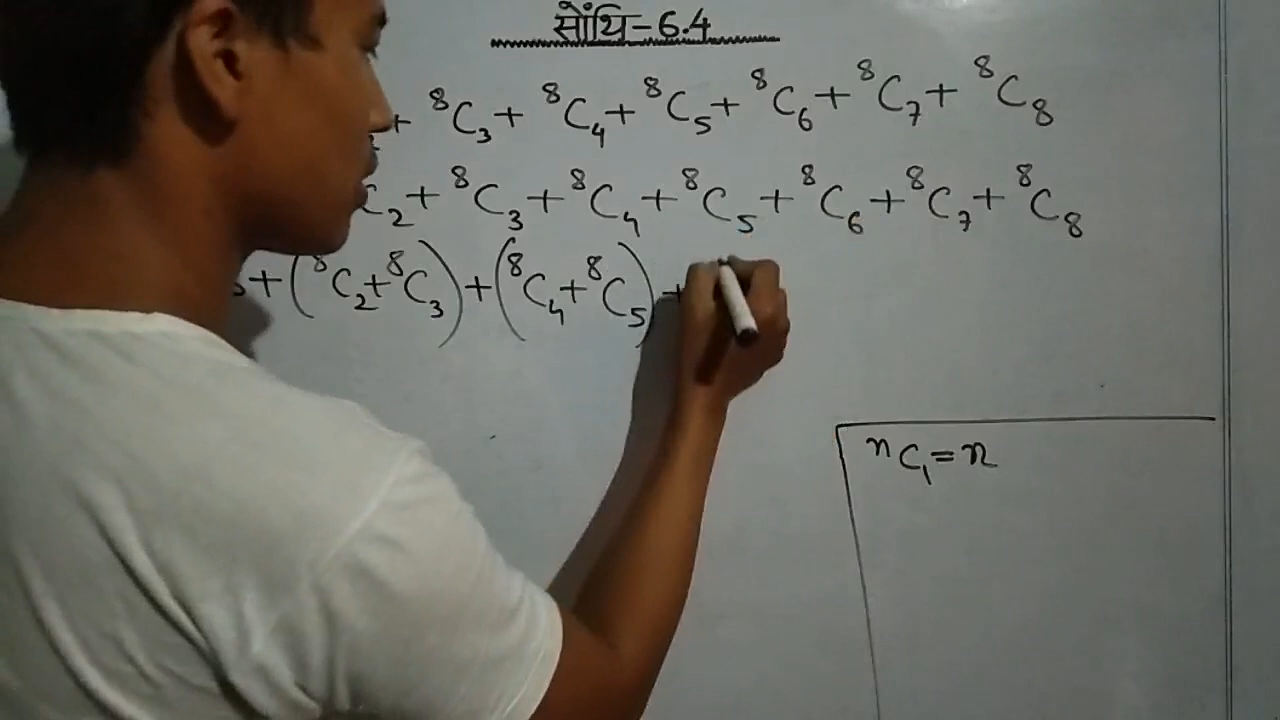 सोंथि-6.4
+ ⁸C₃ + ⁸C₄ + ⁸C₅ + ⁸C₆ + ⁸C₇ + ⁸C₈
C₂ + ⁸C₃ + ⁸C₄ + ⁸C₅ + ⁸C₆ + ⁸C₇ + ⁸C₈
+ (⁸C₂ + ⁸C₃) + (⁸C₄ + ⁸C₅) +
ⁿC₁ = n